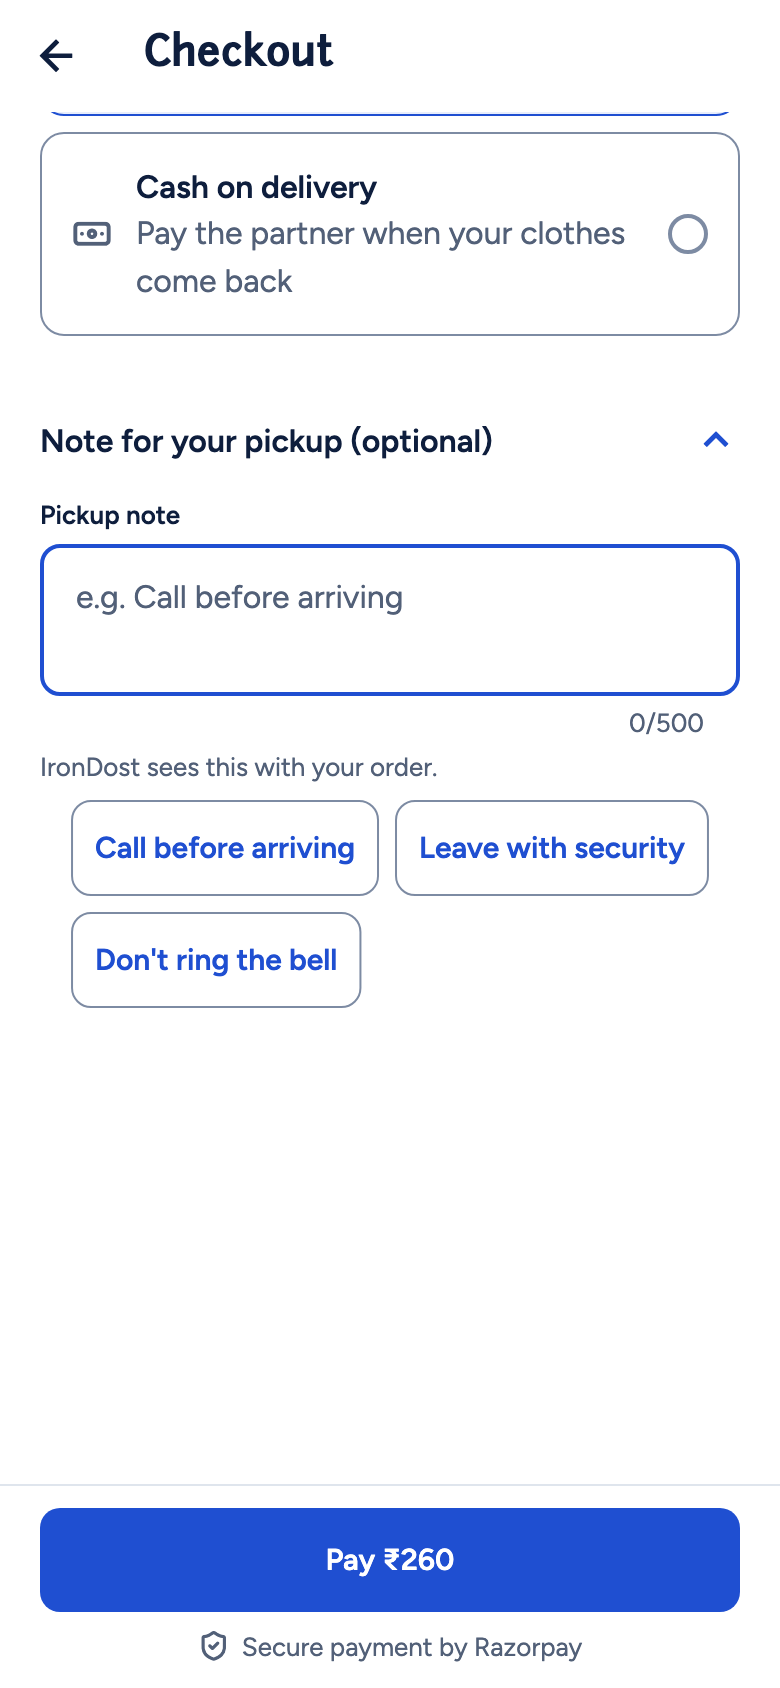 Checkout
Cash on delivery
Pay the partner when your clothes
come back
Note for your pickup (optional)
Pickup note
e.g. Call before arriving
0/500
IronDost sees this with your order.
Call before arriving
Leave with security
Don't ring the bell
Pay ₹260
Secure payment by Razorpay